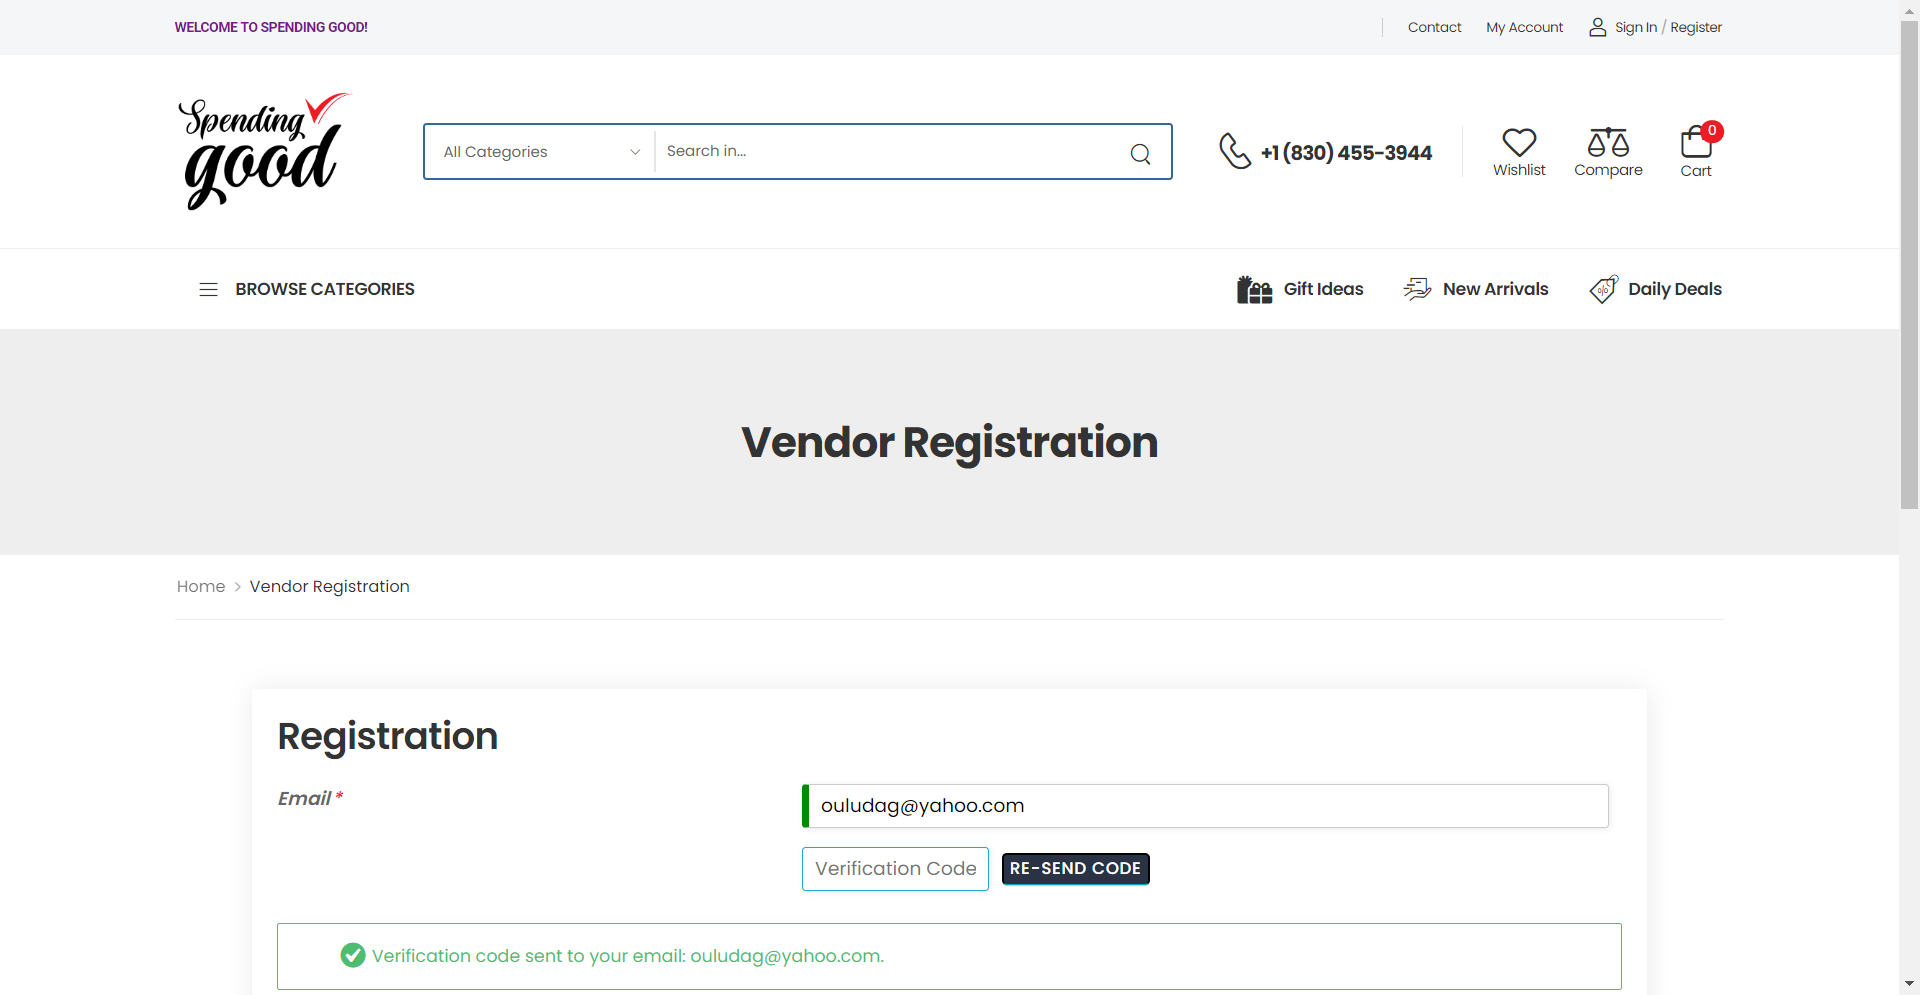 WELCOME TO SPENDING GOOD!
Contact My Account Sign In / Register
Spending
good
All Categories Search in... +1 (830) 455-3944 Wishlist Compare 0 Cart
BROWSE CATEGORIES Gift Ideas % New Arrivals Daily Deals
Vendor Registration
Home > Vendor Registration
Registration
Email * ouludag@yahoo.com
Verification Code RE-SEND CODE
Verification code sent to your email: ouludag@yahoo.com.